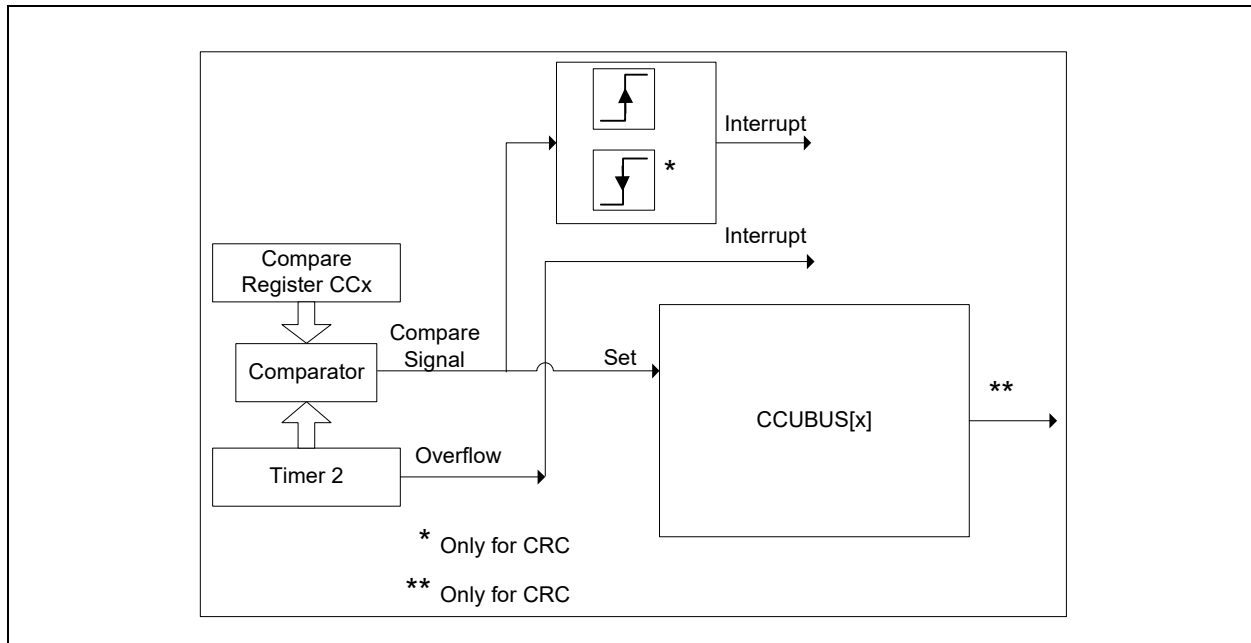 *
Interrupt
Interrupt
Compare
Register CCx
Compare
Signal
Set
Comparator
**
CCUBUS[x]
Overflow
Timer 2
* Only for CRC
** Only for CRC